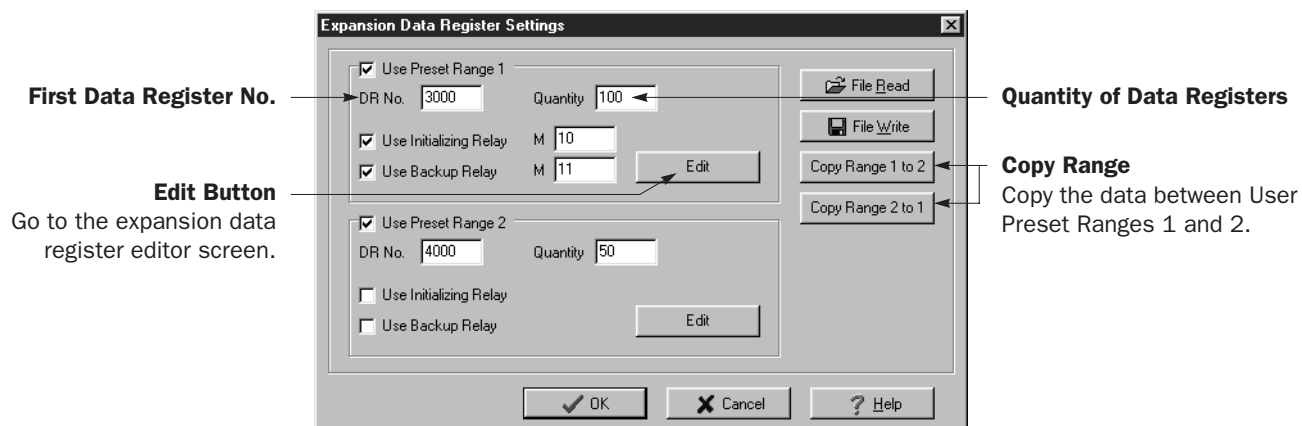 Expansion Data Register Settings
Use Preset Range 1
First Data Register No.
DR No. 3000 Quantity 100
Quantity of Data Registers
Use Initializing Relay M 10
Use Backup Relay M 11
Edit
Edit Button
Go to the expansion data
register editor screen.
Use Preset Range 2
DR No. 4000 Quantity 50
Use Initializing Relay
Use Backup Relay
Edit
File Read
File Write
Copy Range 1 to 2
Copy Range 2 to 1
Copy Range
Copy the data between User
Preset Ranges 1 and 2.
OK
Cancel
? Help